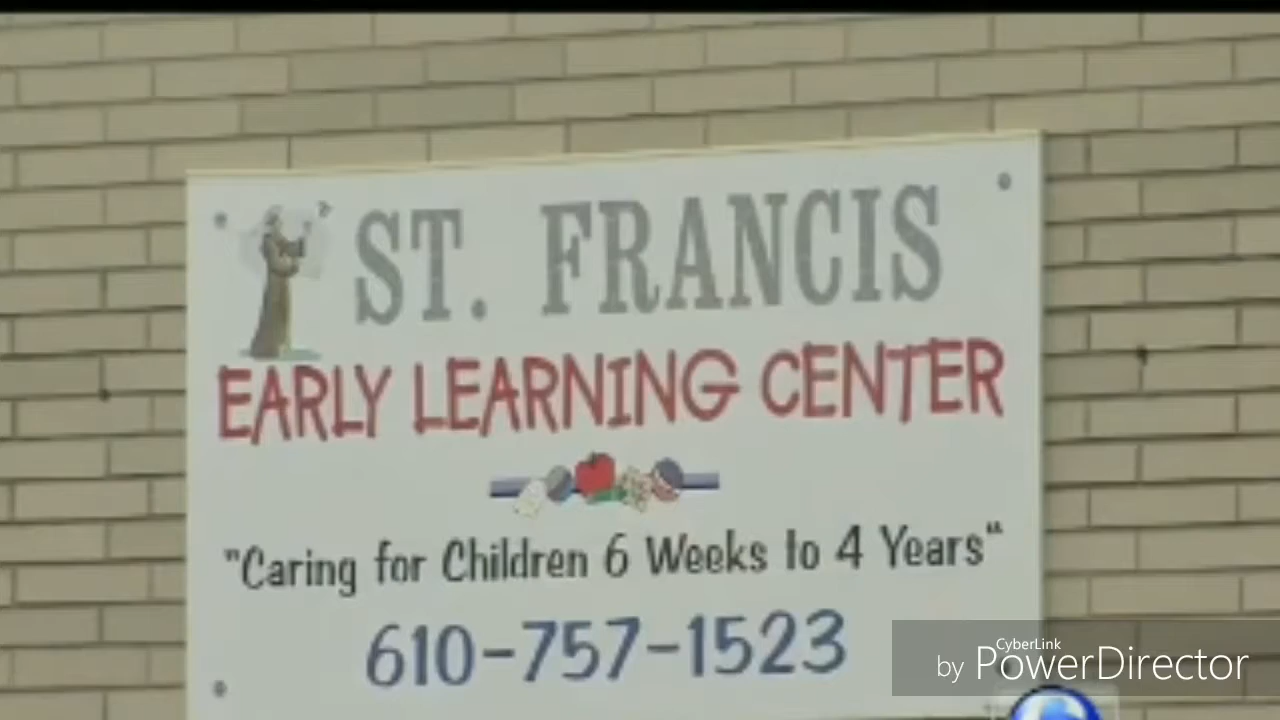 ST. FRANCIS
EARLY LEARNING CENTER
"Caring for Children 6 Weeks to 4 Years"
610-757-1523
CyberLink
by PowerDirector